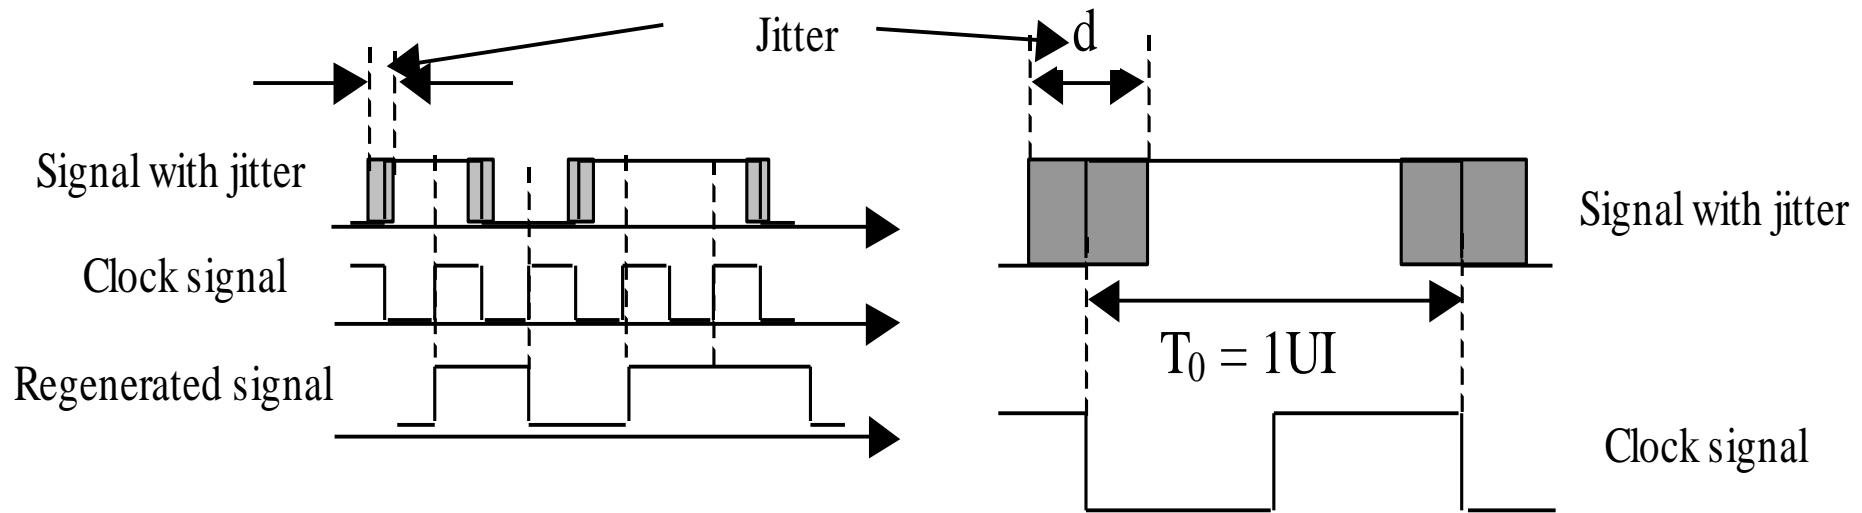 Jitter
d
Signal with jitter
Signal with jitter
Clock signal
T₀ = 1UI
Regenerated signal
Clock signal